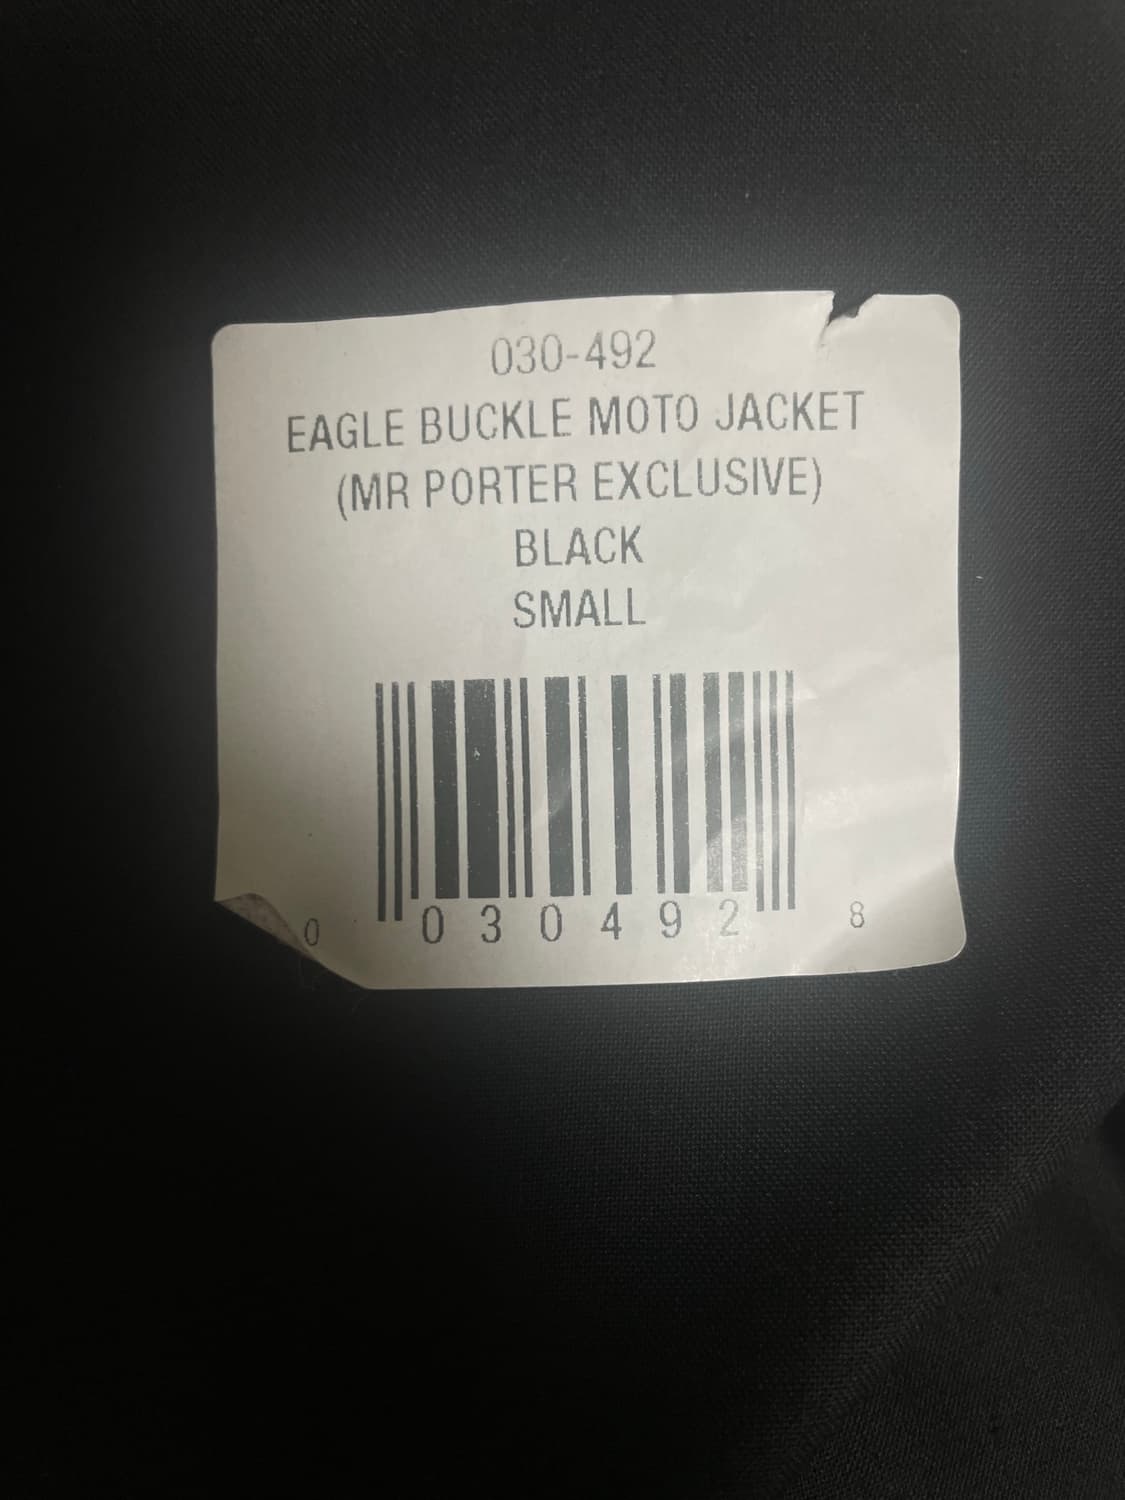 030-492
EAGLE BUCKLE MOTO JACKET
(MR PORTER EXCLUSIVE)
BLACK
SMALL
0 030492 8